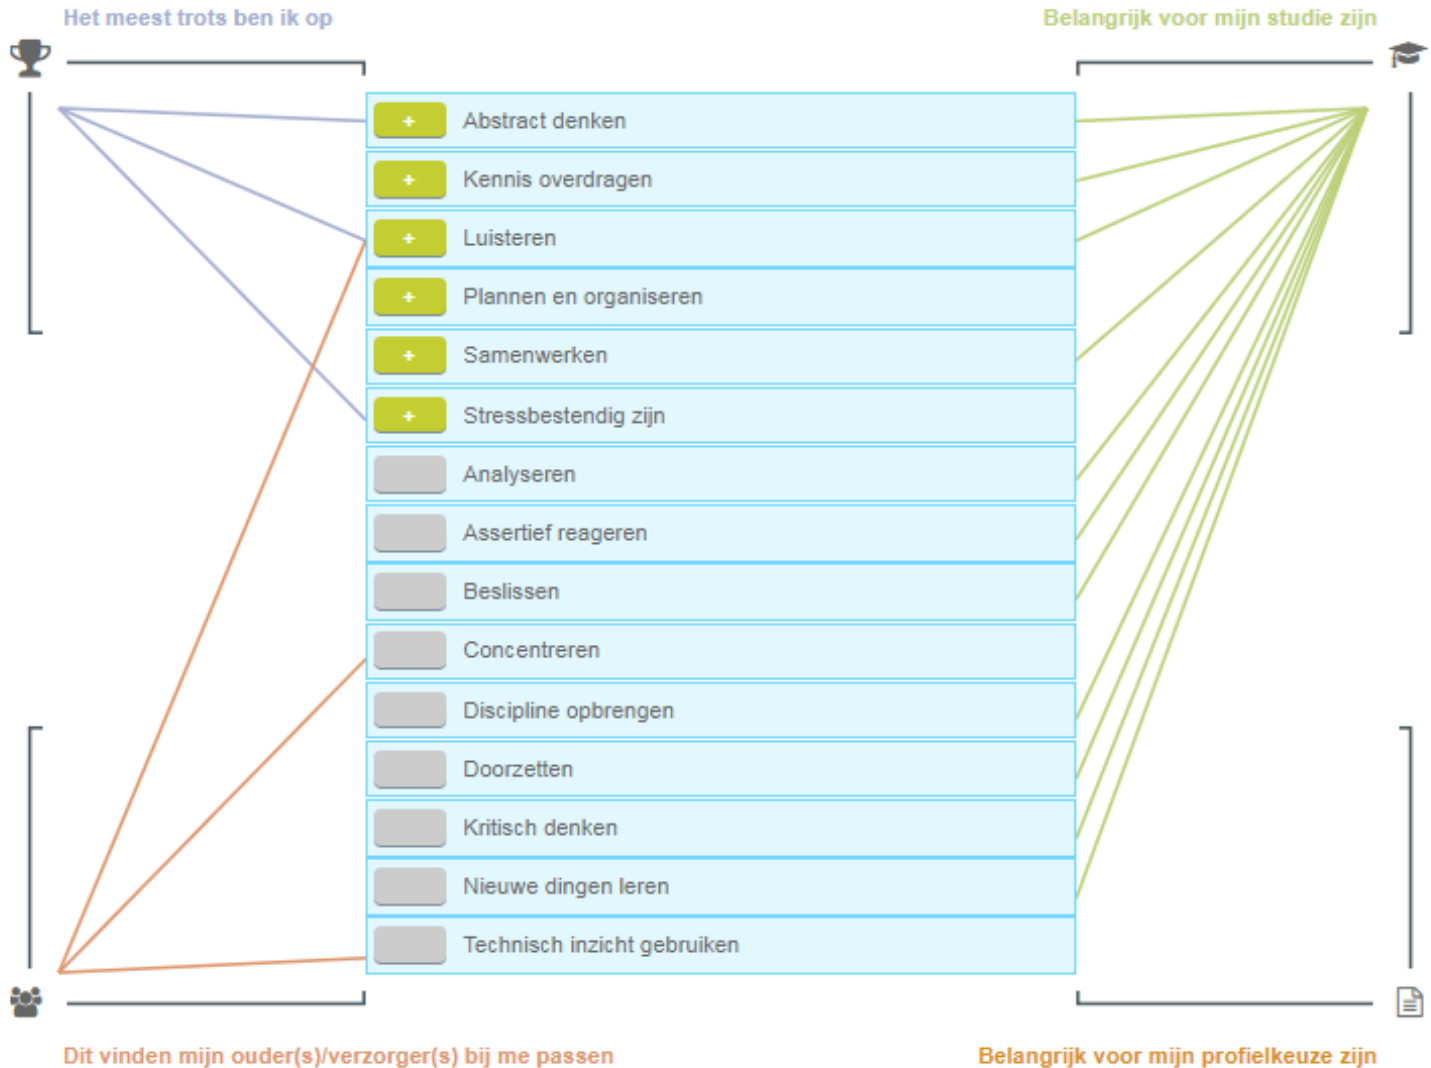 Het meest trots ben ik op
Belangrijk voor mijn studie zijn
+ Abstract denken
+ Kennis overdragen
+ Luisteren
+ Plannen en organiseren
+ Samenwerken
+ Stressbestendig zijn
Analyseren
Assertief reageren
Beslissen
Concentreren
Discipline opbrengen
Doorzetten
Kritisch denken
Nieuwe dingen leren
Technisch inzicht gebruiken
Dit vinden mijn ouder(s)/verzorger(s) bij me passen
Belangrijk voor mijn profielkeuze zijn